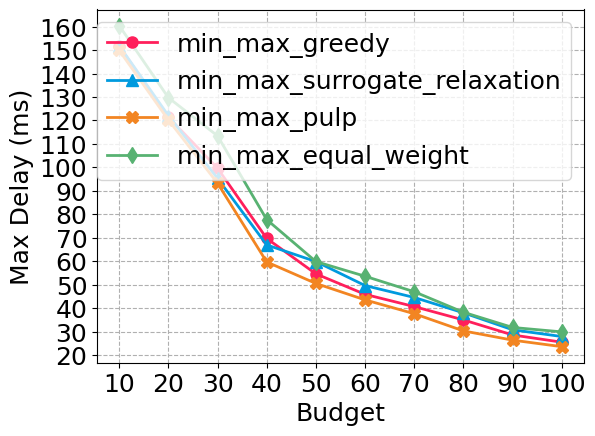 160
150
140
130
120
110
100
90
80
70
60
50
40
30
20
Max Delay (ms)
min_max_greedy
min_max_surrogate_relaxation
min_max_pulp
min_max_equal_weight
10 20 30 40 50 60 70 80 90 100
Budget